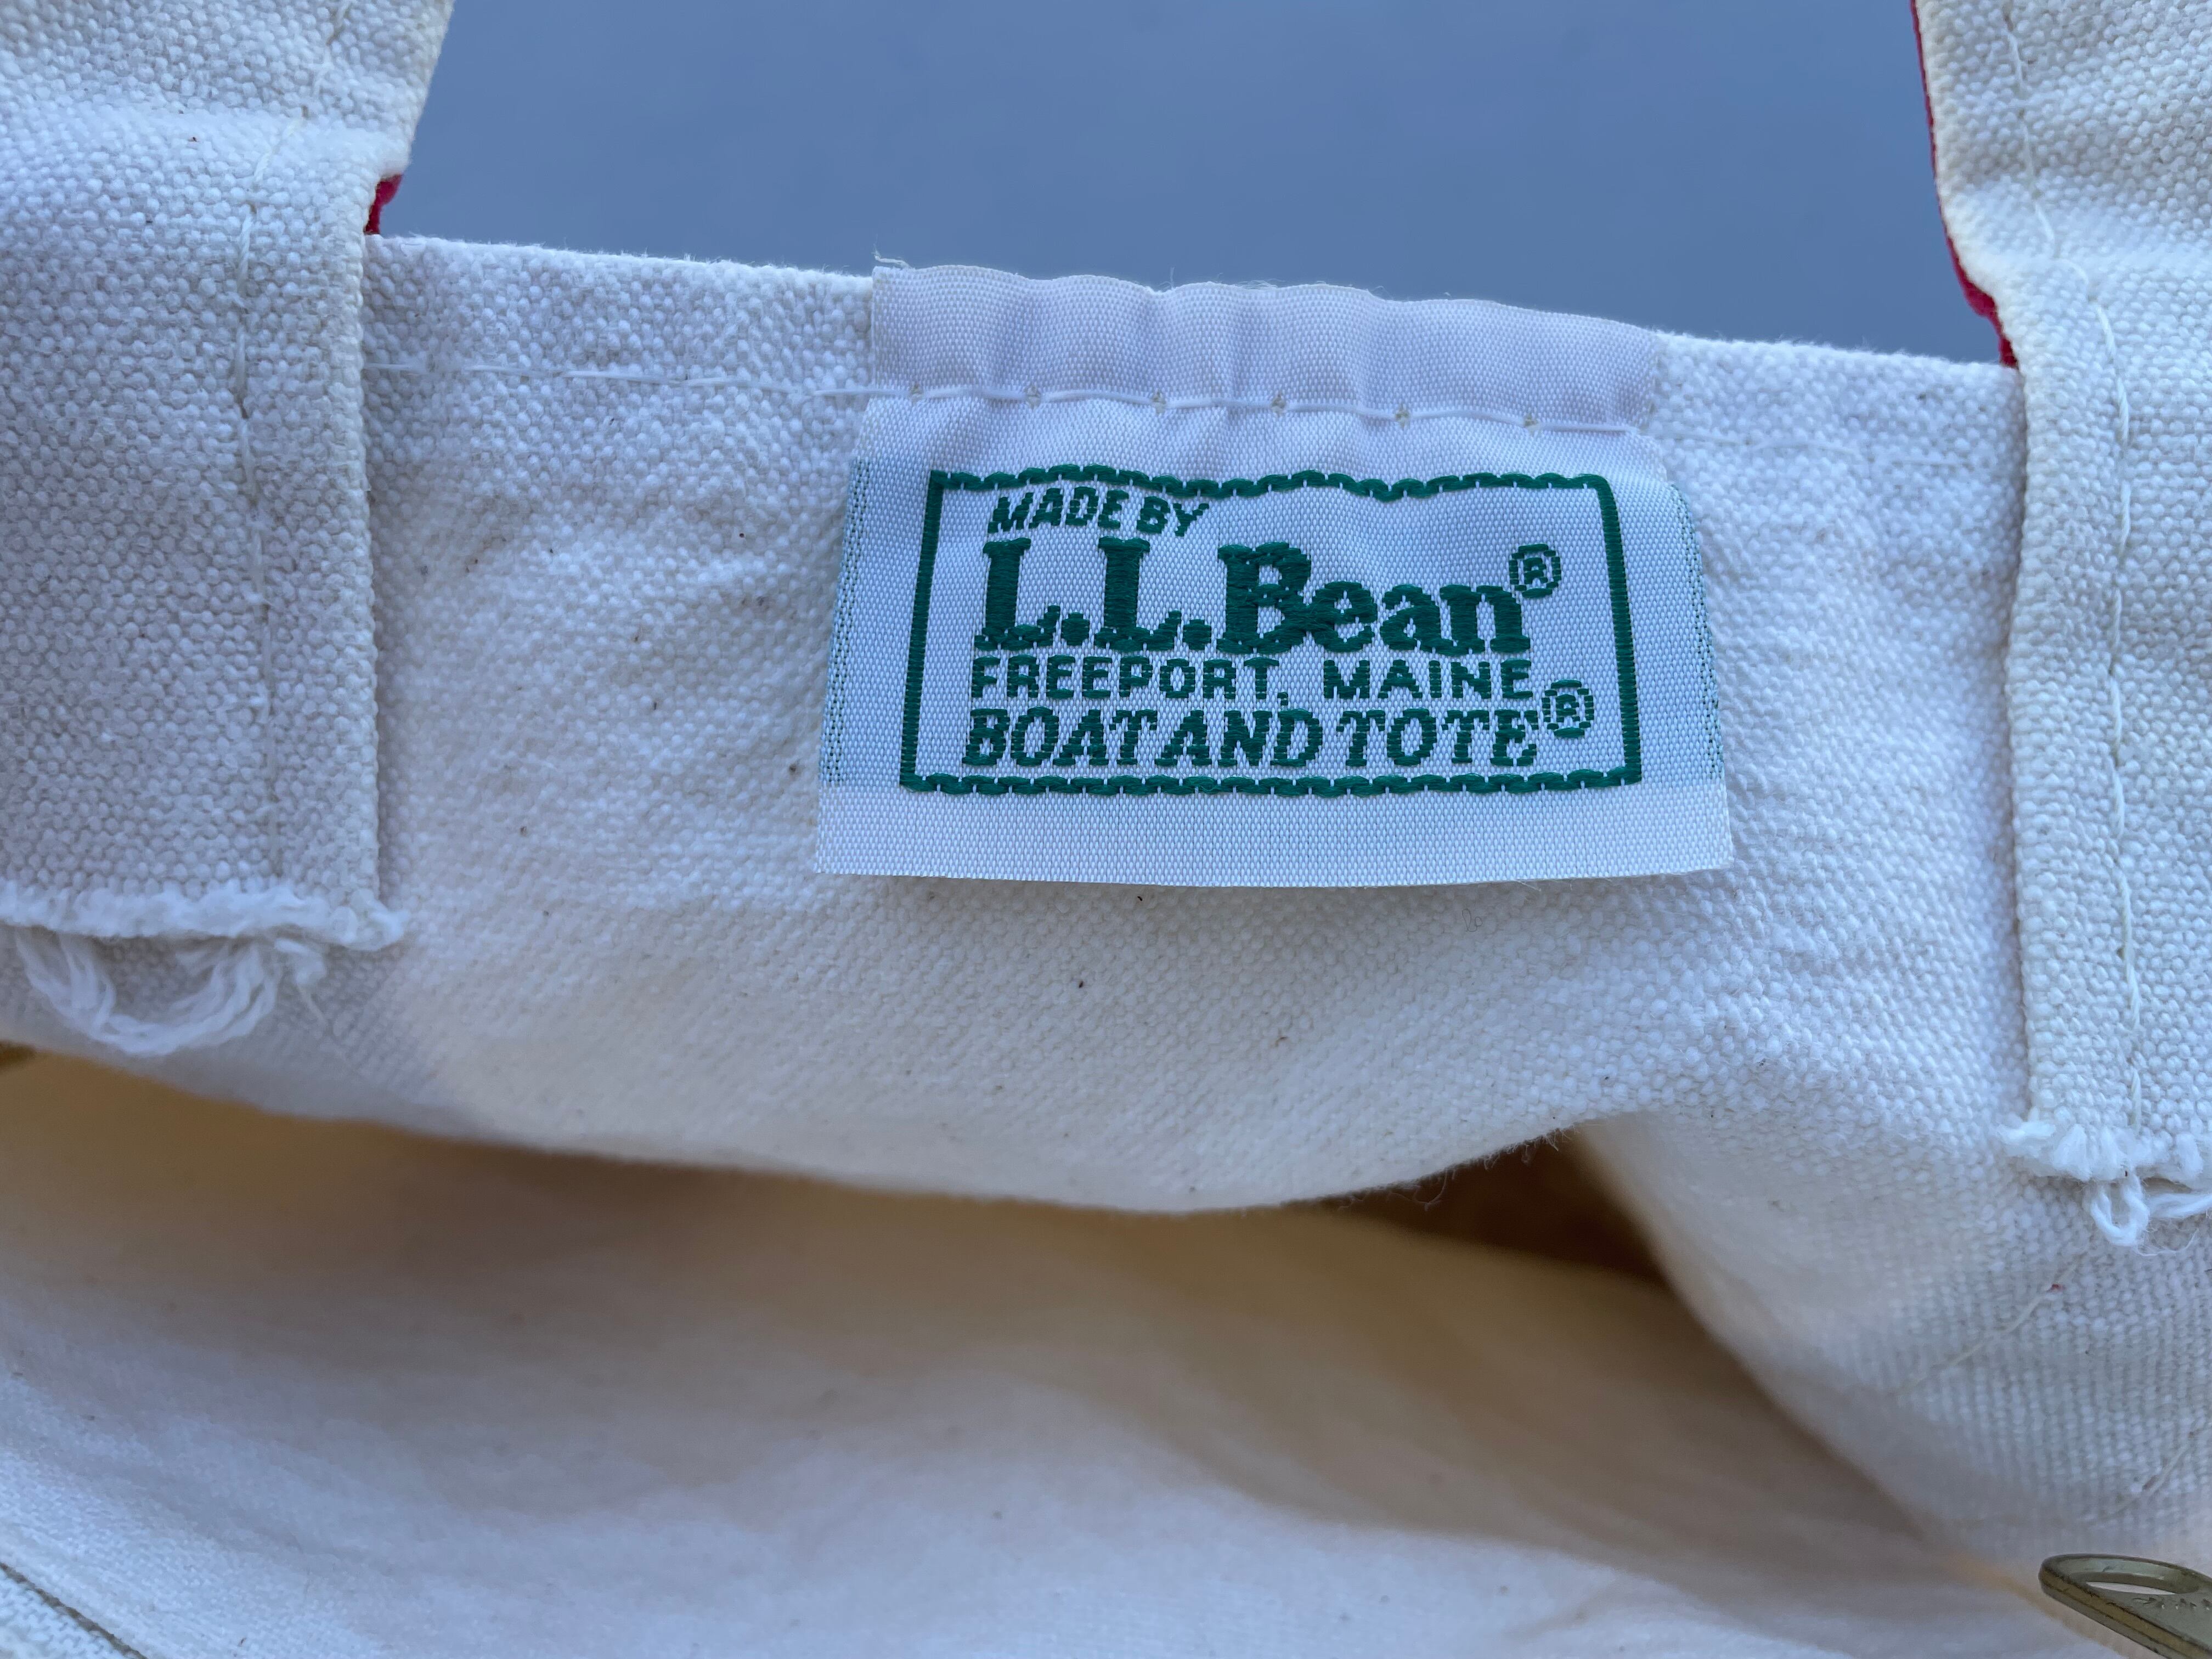 MADE BY
L.L.Bean®
FREEPORT, MAINE
BOAT AND TOTE®